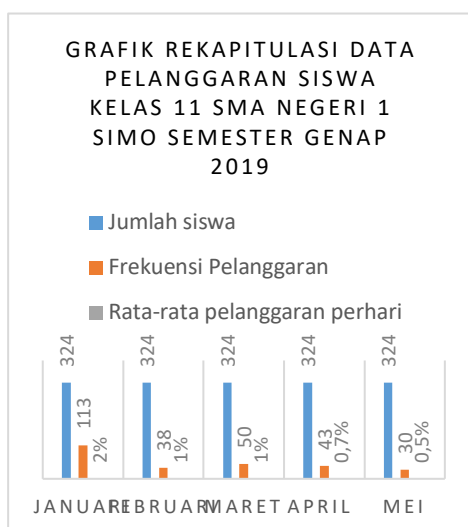 GRAFIK REKAPITULASI DATA
PELANGGARAN SISWA
KELAS 11 SMA NEGERI 1
SIMO SEMESTER GENAP
2019
Jumlah siswa
Frekuensi Pelanggaran
Rata-rata pelanggaran perhari
324 113 2%
324 38 1%
324 50 1%
324 43 0,7%
324 30 0,5%
JANUARI FEBRUARI MARET APRIL MEI